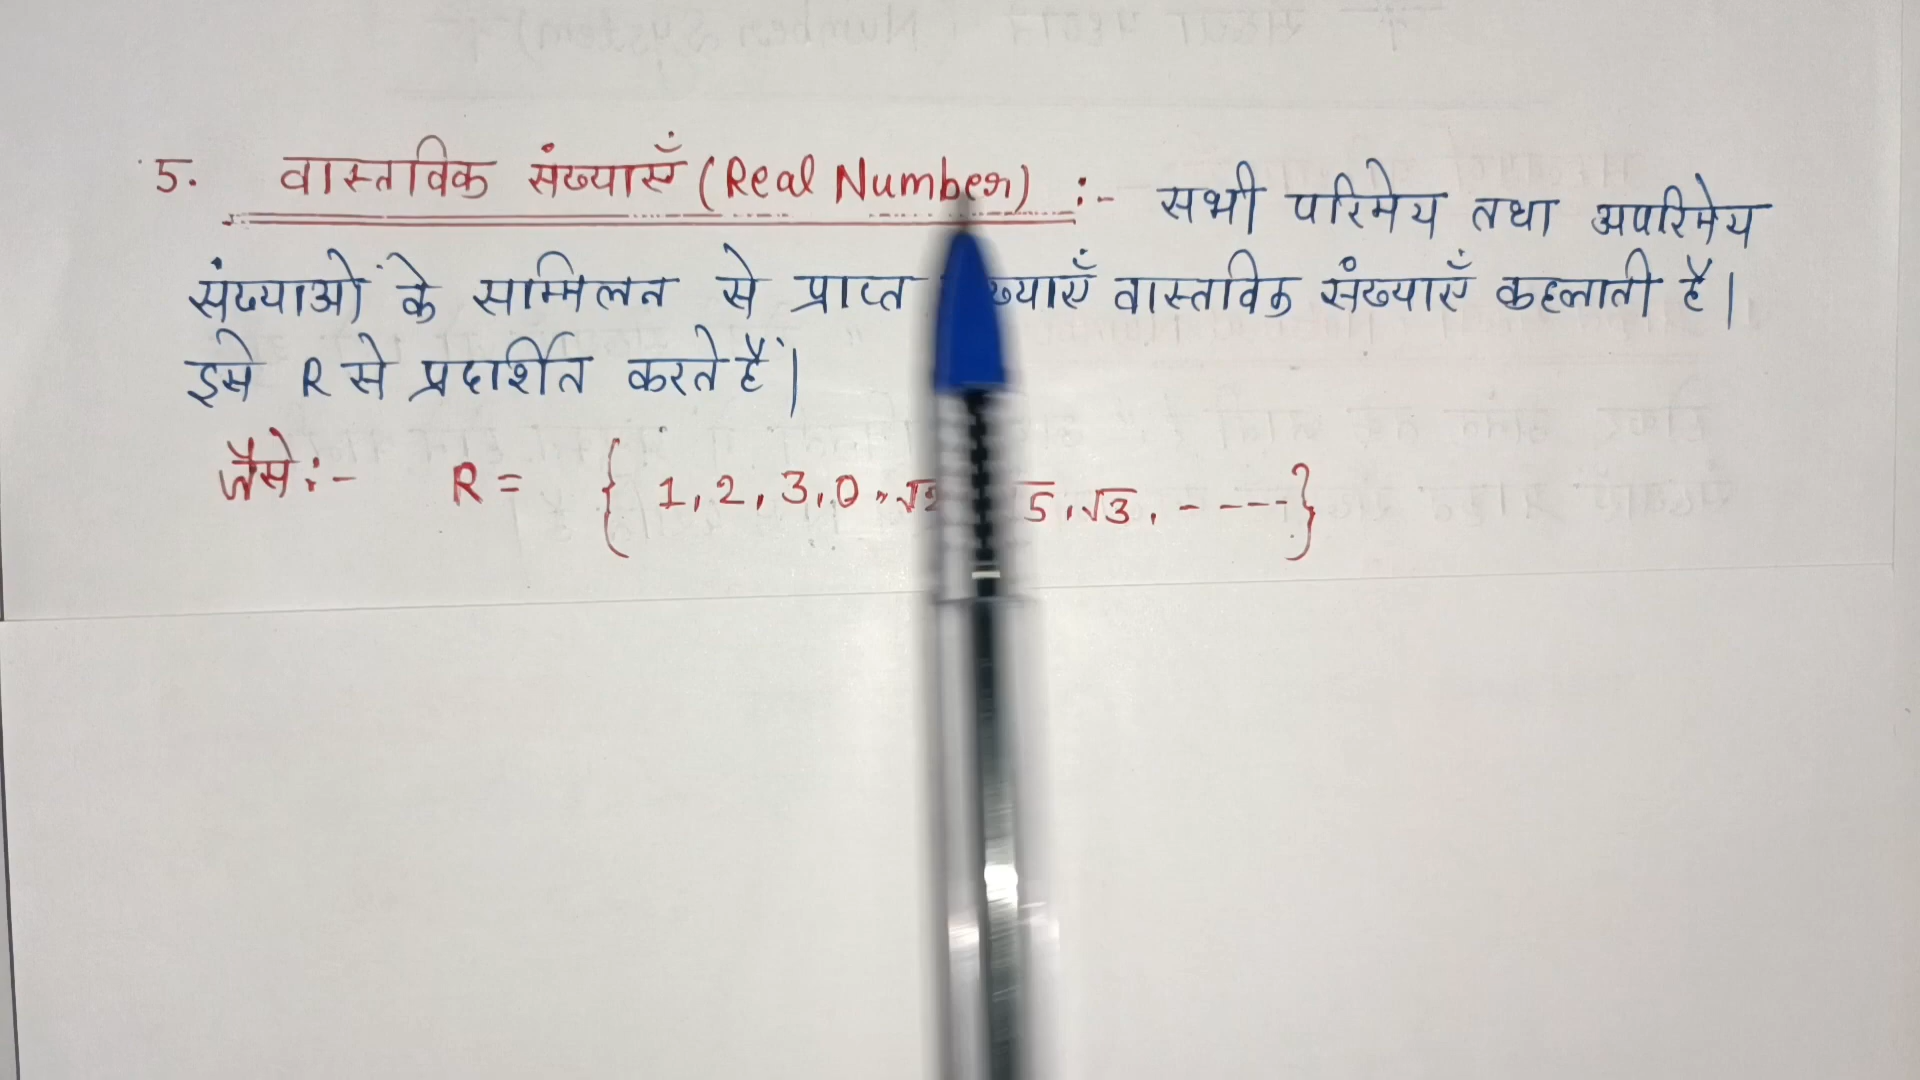 5. वास्तविक संख्याएँ (Real Number) :- सभी परिमेय तथा अपरिमेय
संख्याओं के सम्मिलन से प्राप्त वास्तविक संख्याएँ कहलाती है।
इसे R से प्रदर्शित करते हैं।
जैसे :- R = { 1, 2, 3, 0, 5, √3, - - - - }